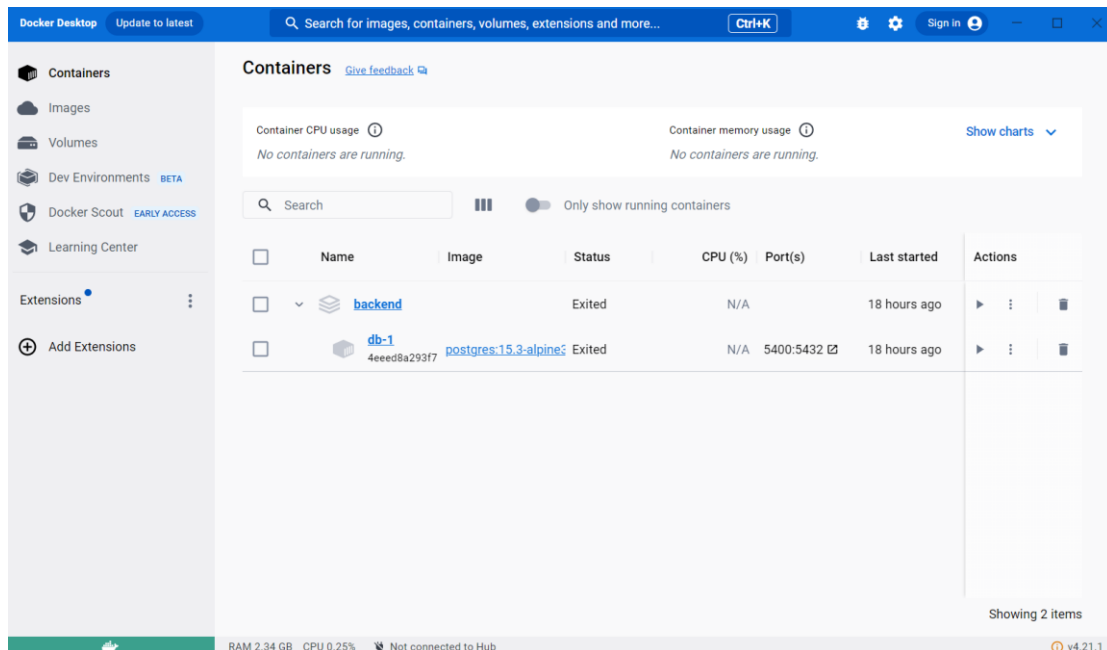 Docker Desktop Update to latest Search for images, containers, volumes, extensions and more... Ctrl+K Sign in
Containers
Images
Volumes
Dev Environments BETA
Docker Scout EARLY ACCESS
Learning Center
Extensions
Add Extensions
Containers Give feedback
Container CPU usage
No containers are running.
Container memory usage
No containers are running.
Show charts
Search Only show running containers
Name Image Status CPU (%) Port(s) Last started Actions
backend Exited N/A 18 hours ago
db-1
4eeed8a293f7
postgres:15.3-alpine3 Exited N/A 5400:5432 18 hours ago
Showing 2 items
RAM 2.34 GB CPU 0.25% Not connected to Hub v4.21.1